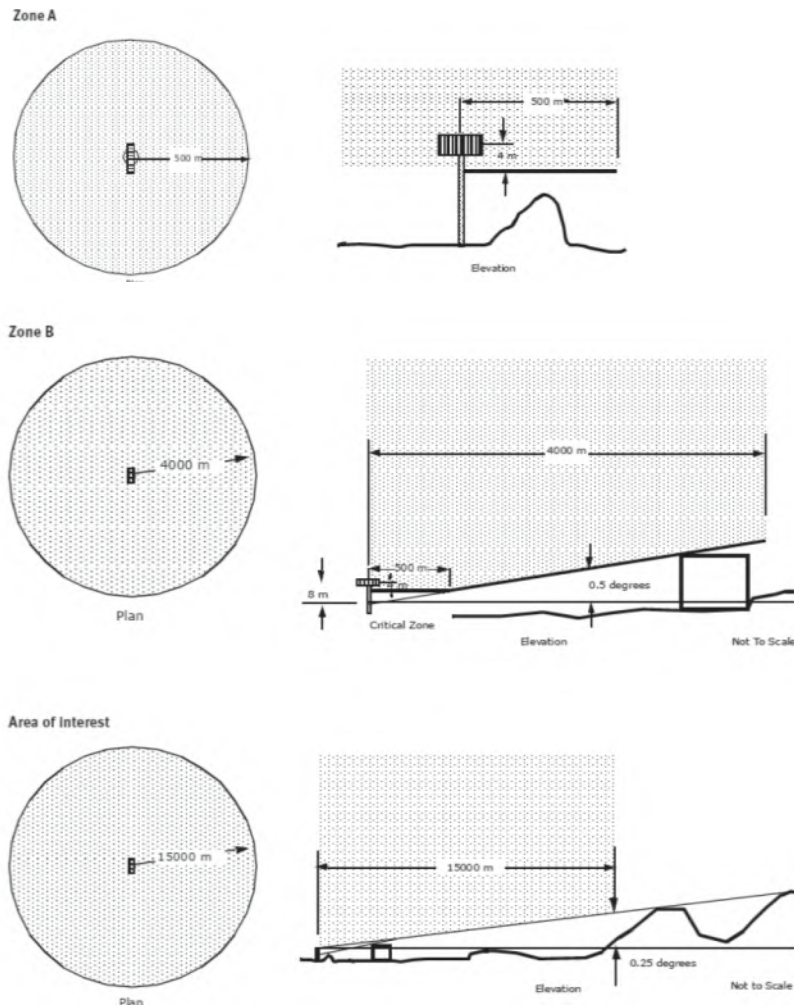 Zone A
500 m
500 m
4 m
Elevation
Zone B
4000 m
4000 m
500 m
8 m
0.5 degrees
Plan
Critical Zone
Elevation
Not To Scale
Area of interest
15000 m
15000 m
0.25 degrees
Elevation
Not to Scale
Plan